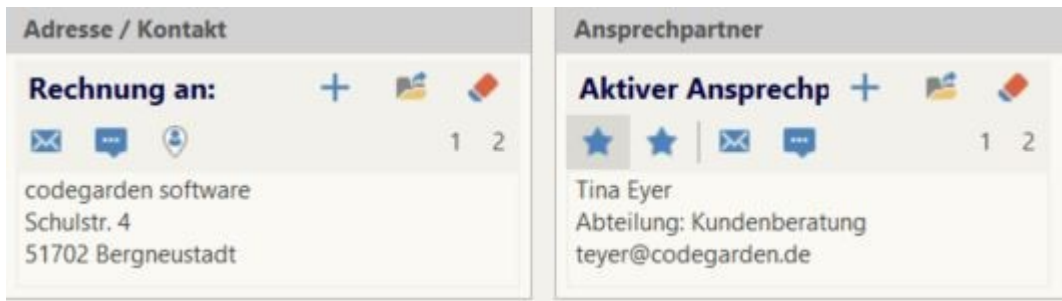 Adresse / Kontakt
Rechnung an:
1 2
codegarden software
Schulstr. 4
51702 Bergneustadt
Ansprechpartner
Aktiver Ansprechp
1 2
Tina Eyer
Abteilung: Kundenberatung
teyer@codegarden.de